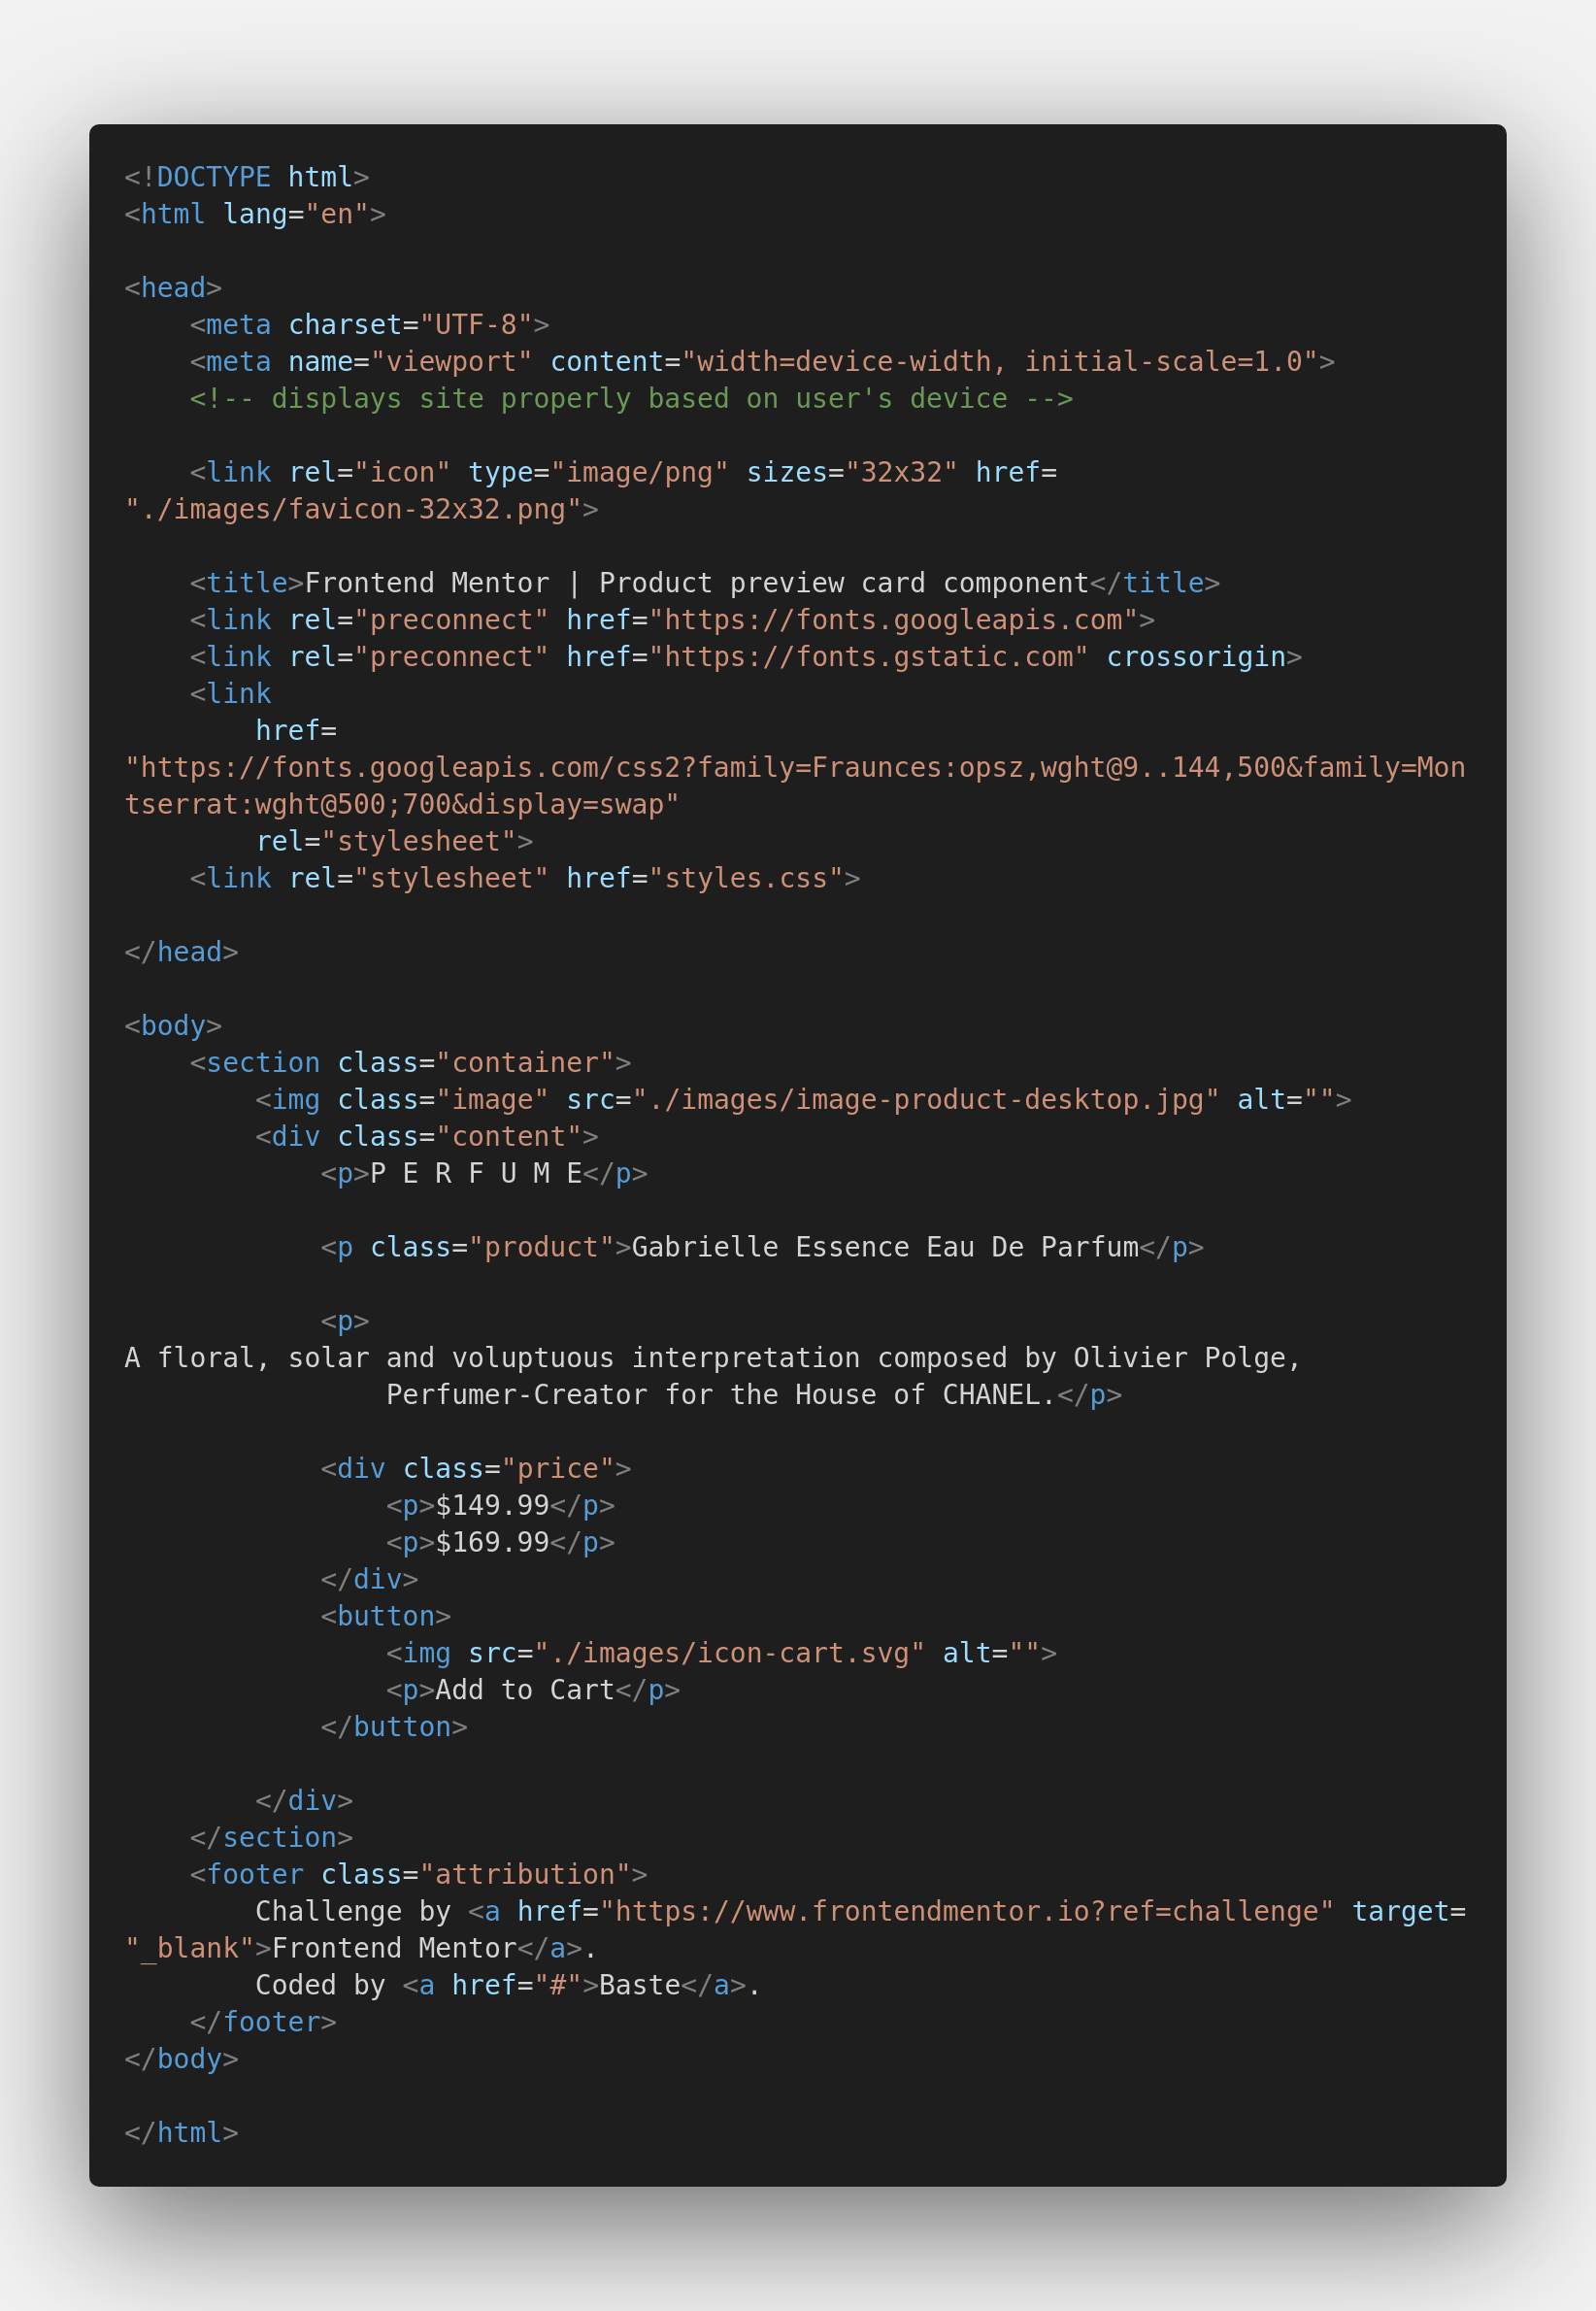 <!DOCTYPE html>
<html lang="en">

<head>
    <meta charset="UTF-8">
    <meta name="viewport" content="width=device-width, initial-scale=1.0">
    <!-- displays site properly based on user's device -->

    <link rel="icon" type="image/png" sizes="32x32" href=
"./images/favicon-32x32.png">

    <title>Frontend Mentor | Product preview card component</title>
    <link rel="preconnect" href="https://fonts.googleapis.com">
    <link rel="preconnect" href="https://fonts.gstatic.com" crossorigin>
    <link
        href=
"https://fonts.googleapis.com/css2?family=Fraunces:opsz,wght@9..144,500&family=Mon
tserrat:wght@500;700&display=swap"
        rel="stylesheet">
    <link rel="stylesheet" href="styles.css">

</head>

<body>
    <section class="container">
        <img class="image" src="./images/image-product-desktop.jpg" alt="">
        <div class="content">
            <p>P E R F U M E</p>

            <p class="product">Gabrielle Essence Eau De Parfum</p>

            <p>
A floral, solar and voluptuous interpretation composed by Olivier Polge,
                Perfumer-Creator for the House of CHANEL.</p>

            <div class="price">
                <p>$149.99</p>
                <p>$169.99</p>
            </div>
            <button>
                <img src="./images/icon-cart.svg" alt="">
                <p>Add to Cart</p>
            </button>

        </div>
    </section>
    <footer class="attribution">
        Challenge by <a href="https://www.frontendmentor.io?ref=challenge" target=
"_blank">Frontend Mentor</a>.
        Coded by <a href="#">Baste</a>.
    </footer>
</body>

</html>